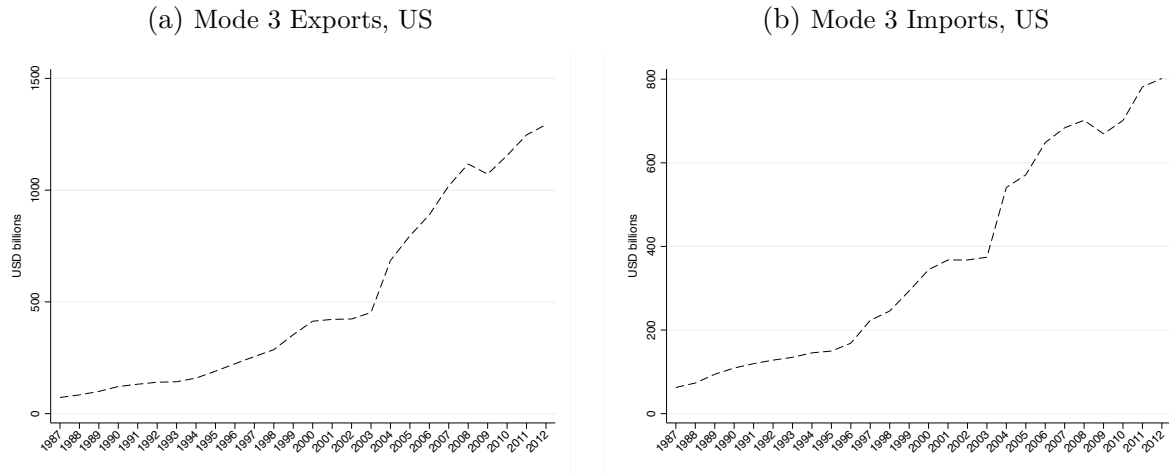 (a) Mode 3 Exports, US
USD billions
1500
1000
500
0
1987 1988 1989 1990 1991 1992 1993 1994 1995 1996 1997 1998 1999 2000 2001 2002 2003 2004 2005 2006 2007 2008 2009 2010 2011 2012
(b) Mode 3 Imports, US
USD billions
800
600
400
200
0
1987 1988 1989 1990 1991 1992 1993 1994 1995 1996 1997 1998 1999 2000 2001 2002 2003 2004 2005 2006 2007 2008 2009 2010 2011 2012